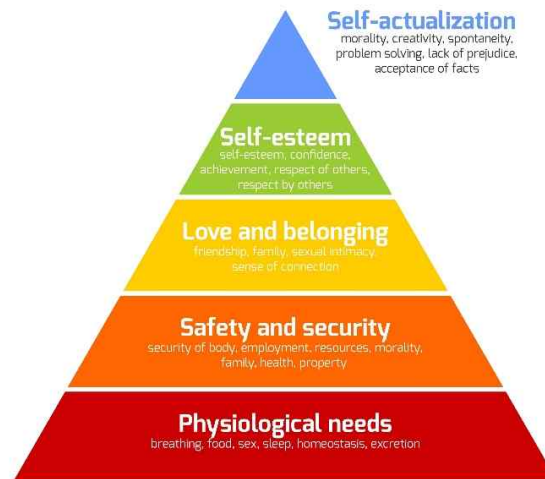 Self-actualization
morality, creativity, spontaneity,
problem solving, lack of prejudice,
acceptance of facts
Self-esteem
self-esteem, confidence,
achievement, respect of others,
respect by others
Love and belonging
friendship, family, sexual intimacy,
sense of connection
Safety and security
security of body, employment, resources, morality,
family, health, property
Physiological needs
breathing, food, sex, sleep, homeostasis, excretion